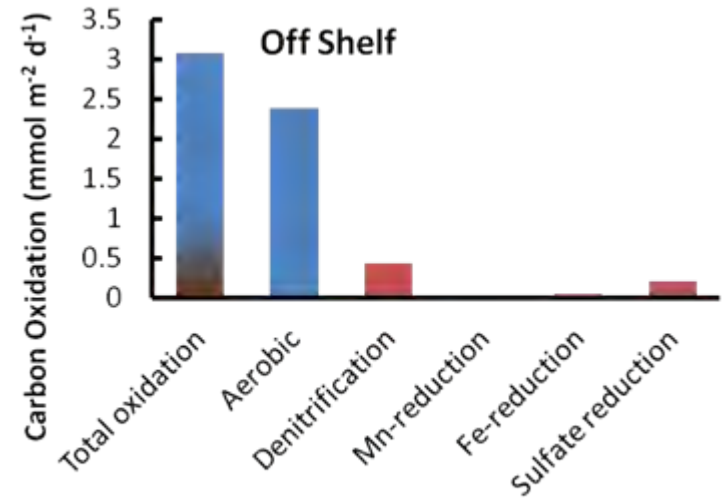 Off Shelf
Carbon Oxidation (mmol m⁻² d⁻¹)
3.5
3
2.5
2
1.5
1
0.5
0
Total oxidation
Aerobic
Denitrification
Mn-reduction
Fe-reduction
Sulfate reduction